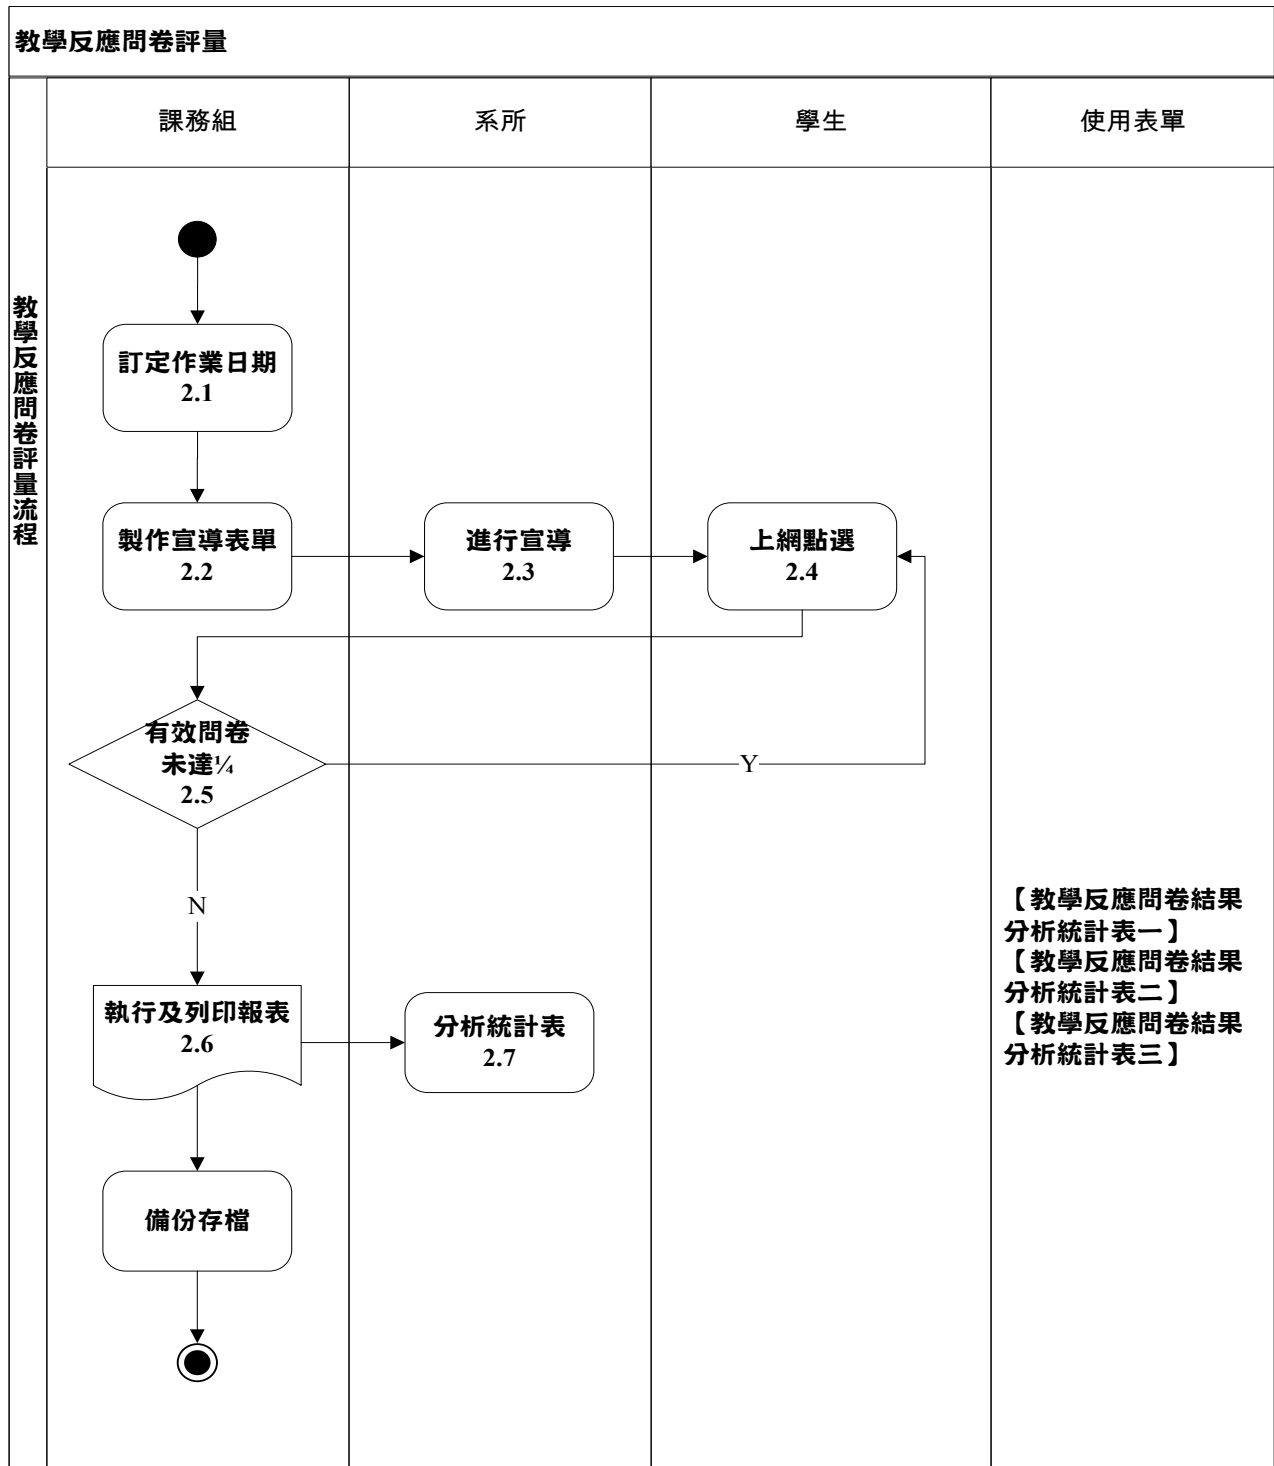 教學反應問卷評量
課務組
系所
學生
使用表單
教學反應問卷評量流程
訂定作業日期
2.1
製作宣導表單
2.2
進行宣導
2.3
上網點選
2.4
有效問卷
未達¼
2.5
Y
N
執行及列印報表
2.6
分析統計表
2.7
【教學反應問卷結果
分析統計表一】
【教學反應問卷結果
分析統計表二】
【教學反應問卷結果
分析統計表三】
備份存檔